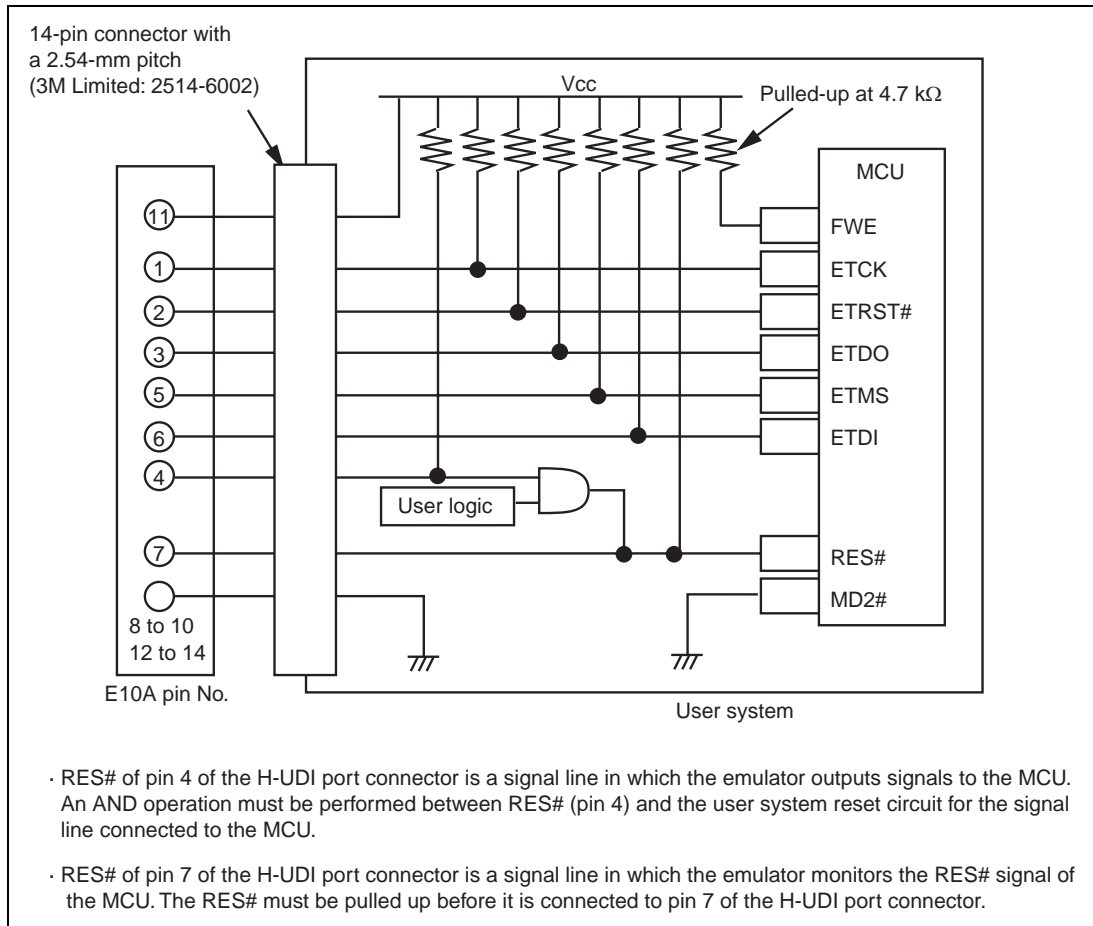 14-pin connector with
a 2.54-mm pitch
(3M Limited: 2514-6002)
Vcc
Pulled-up at 4.7 kΩ
MCU
11
FWE
1
ETCK
2
ETRST#
3
ETDO
5
ETMS
6
ETDI
4
User logic
7
RES#
MD2#
8 to 10
12 to 14
E10A pin No.
User system
· RES# of pin 4 of the H-UDI port connector is a signal line in which the emulator outputs signals to the MCU.
An AND operation must be performed between RES# (pin 4) and the user system reset circuit for the signal
line connected to the MCU.
· RES# of pin 7 of the H-UDI port connector is a signal line in which the emulator monitors the RES# signal of
the MCU. The RES# must be pulled up before it is connected to pin 7 of the H-UDI port connector.